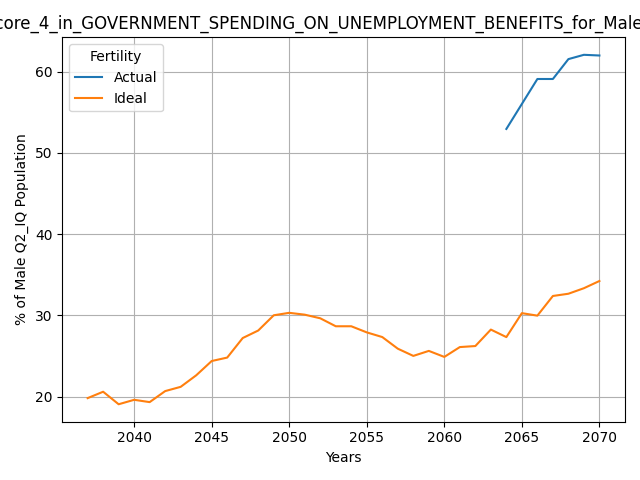 core_4_in_GOVERNMENT_SPENDING_ON_UNEMPLOYMENT_BENEFITS_for_Male
Fertility
Actual
Ideal
% of Male Q2_IQ Population
60
50
40
30
20
2040 2045 2050 2055 2060 2065 2070
Years